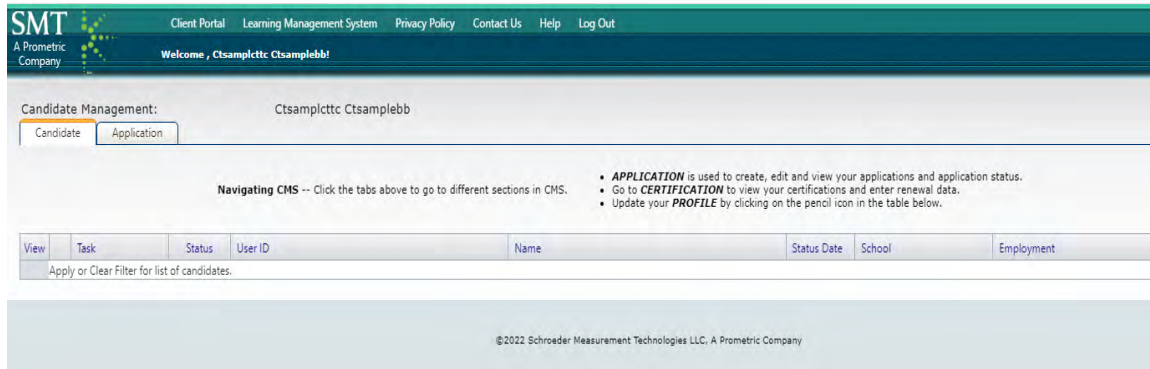 SMT
A Prometric
Company
Client Portal Learning Management System Privacy Policy Contact Us Help Log Out
Welcome , Ctsamplcttc Ctsamplebb!
Candidate Management: Ctsamplcttc Ctsamplebb
Candidate Application
Navigating CMS -- Click the tabs above to go to different sections in CMS.
• APPLICATION is used to create, edit and view your applications and application status.
• Go to CERTIFICATION to view your certifications and enter renewal data.
• Update your PROFILE by clicking on the pencil icon in the table below.
View Task Status User ID Name Status Date School Employment
Apply or Clear Filter for list of candidates.
©2022 Schroeder Measurement Technologies LLC, A Prometric Company